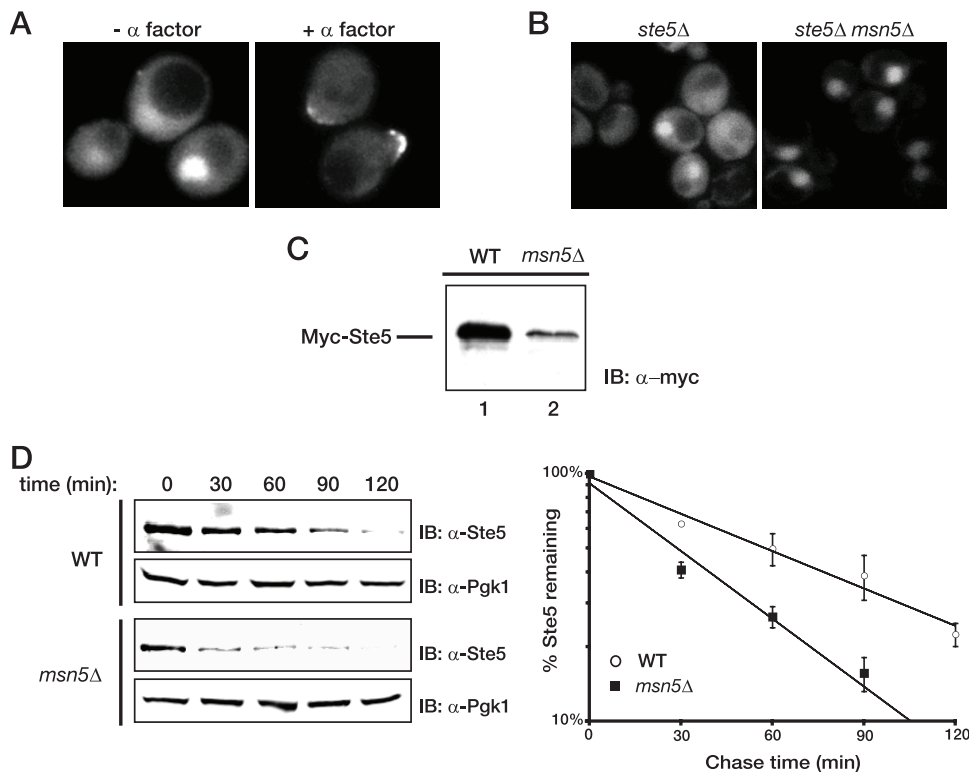 A
- α factor
+ α factor
B
ste5Δ
ste5Δ msn5Δ
C
WT
msn5Δ
Myc-Ste5
IB: α–myc
1
2
D
time (min):
0
30
60
90
120
WT
IB: α-Ste5
IB: α-Pgk1
msn5Δ
IB: α-Ste5
IB: α-Pgk1
100%
10%
% Ste5 remaining
WT
msn5Δ
0
30
60
90
120
Chase time (min)